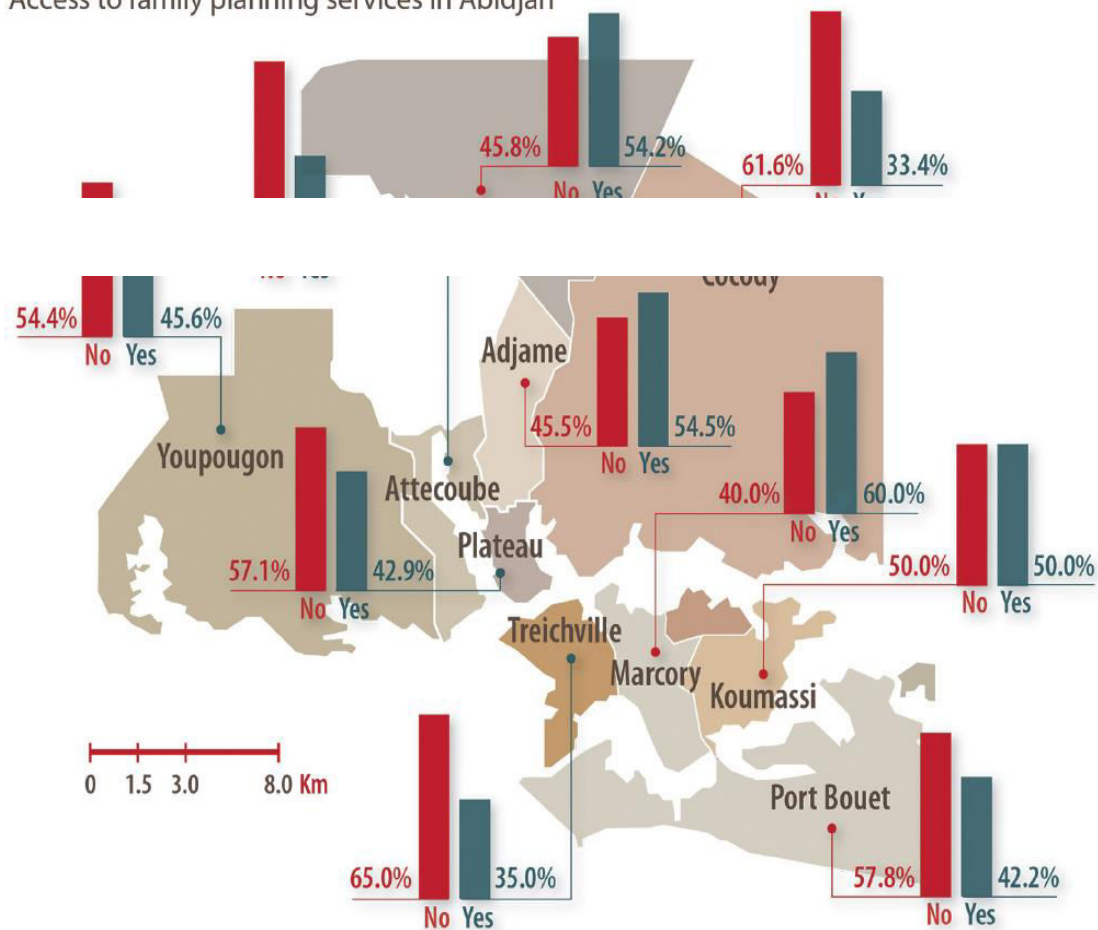 Access to family planning services in Abidjan
45.8%
54.2%
No Yes
61.6%
33.4%
No Yes
No Yes
Cocody
54.4%
45.6%
No Yes
Adjame
45.5%
54.5%
No Yes
Youpougon
Attecoube
40.0%
60.0%
No Yes
Plateau
57.1%
42.9%
No Yes
50.0%
50.0%
No Yes
Treichville
Marcory
Koumassi
0 1.5 3.0 8.0 Km
Port Bouet
65.0%
35.0%
No Yes
57.8%
42.2%
No Yes